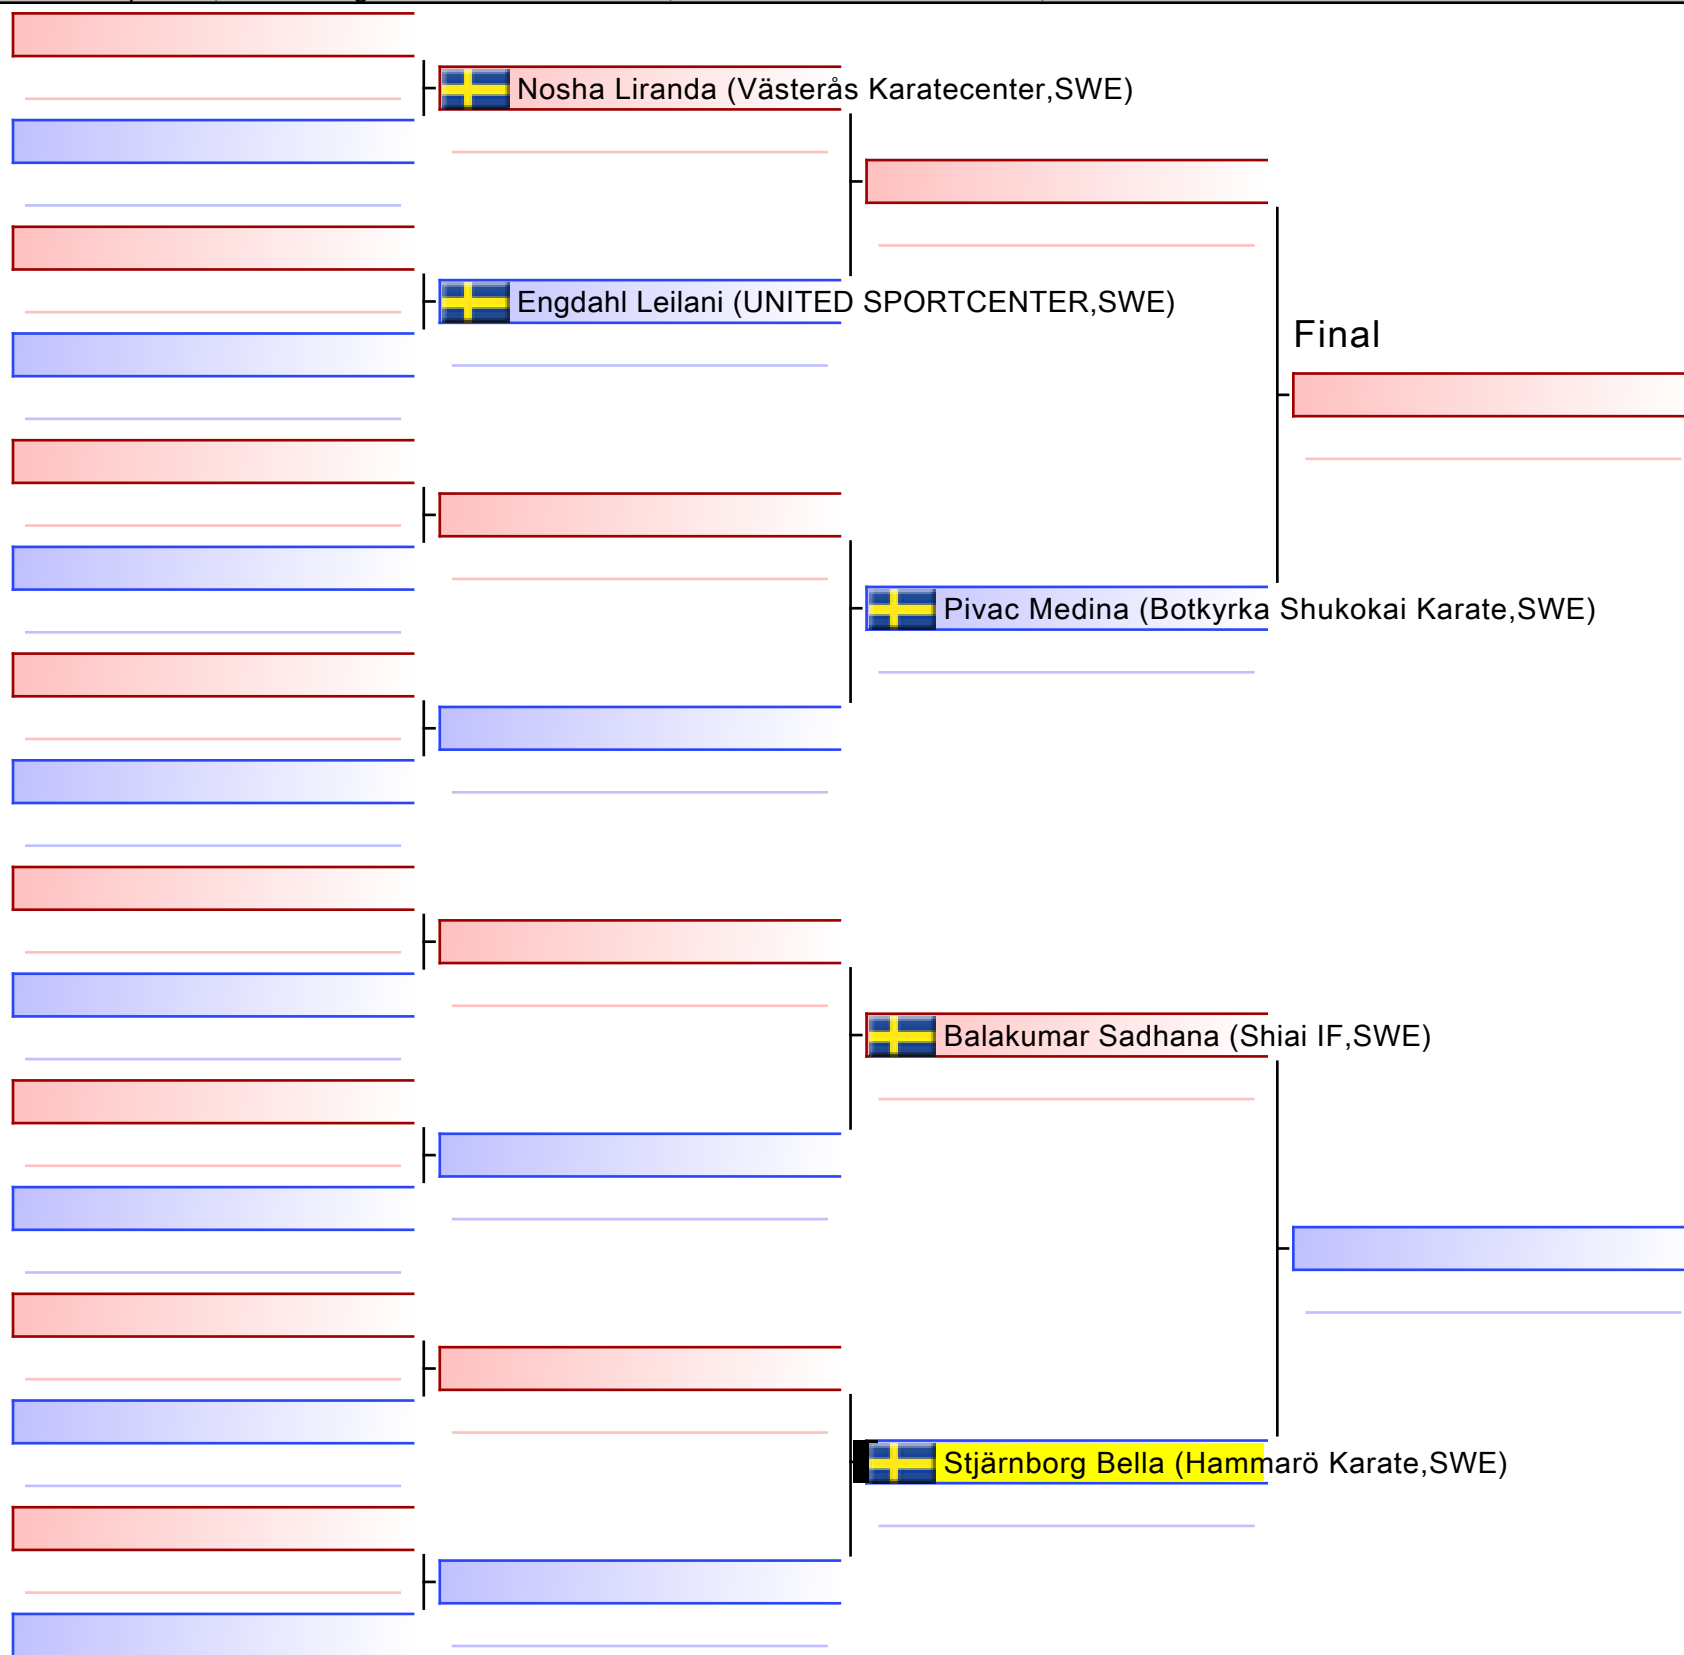 Nosha Liranda (Västerås Karatecenter,SWE)
Engdahl Leilani (UNITED SPORTCENTER,SWE)
Final
Pivac Medina (Botkyrka Shukokai Karate,SWE)
Balakumar Sadhana (Shiai IF,SWE)
Stjärnborg Bella (Hammarö Karate,SWE)